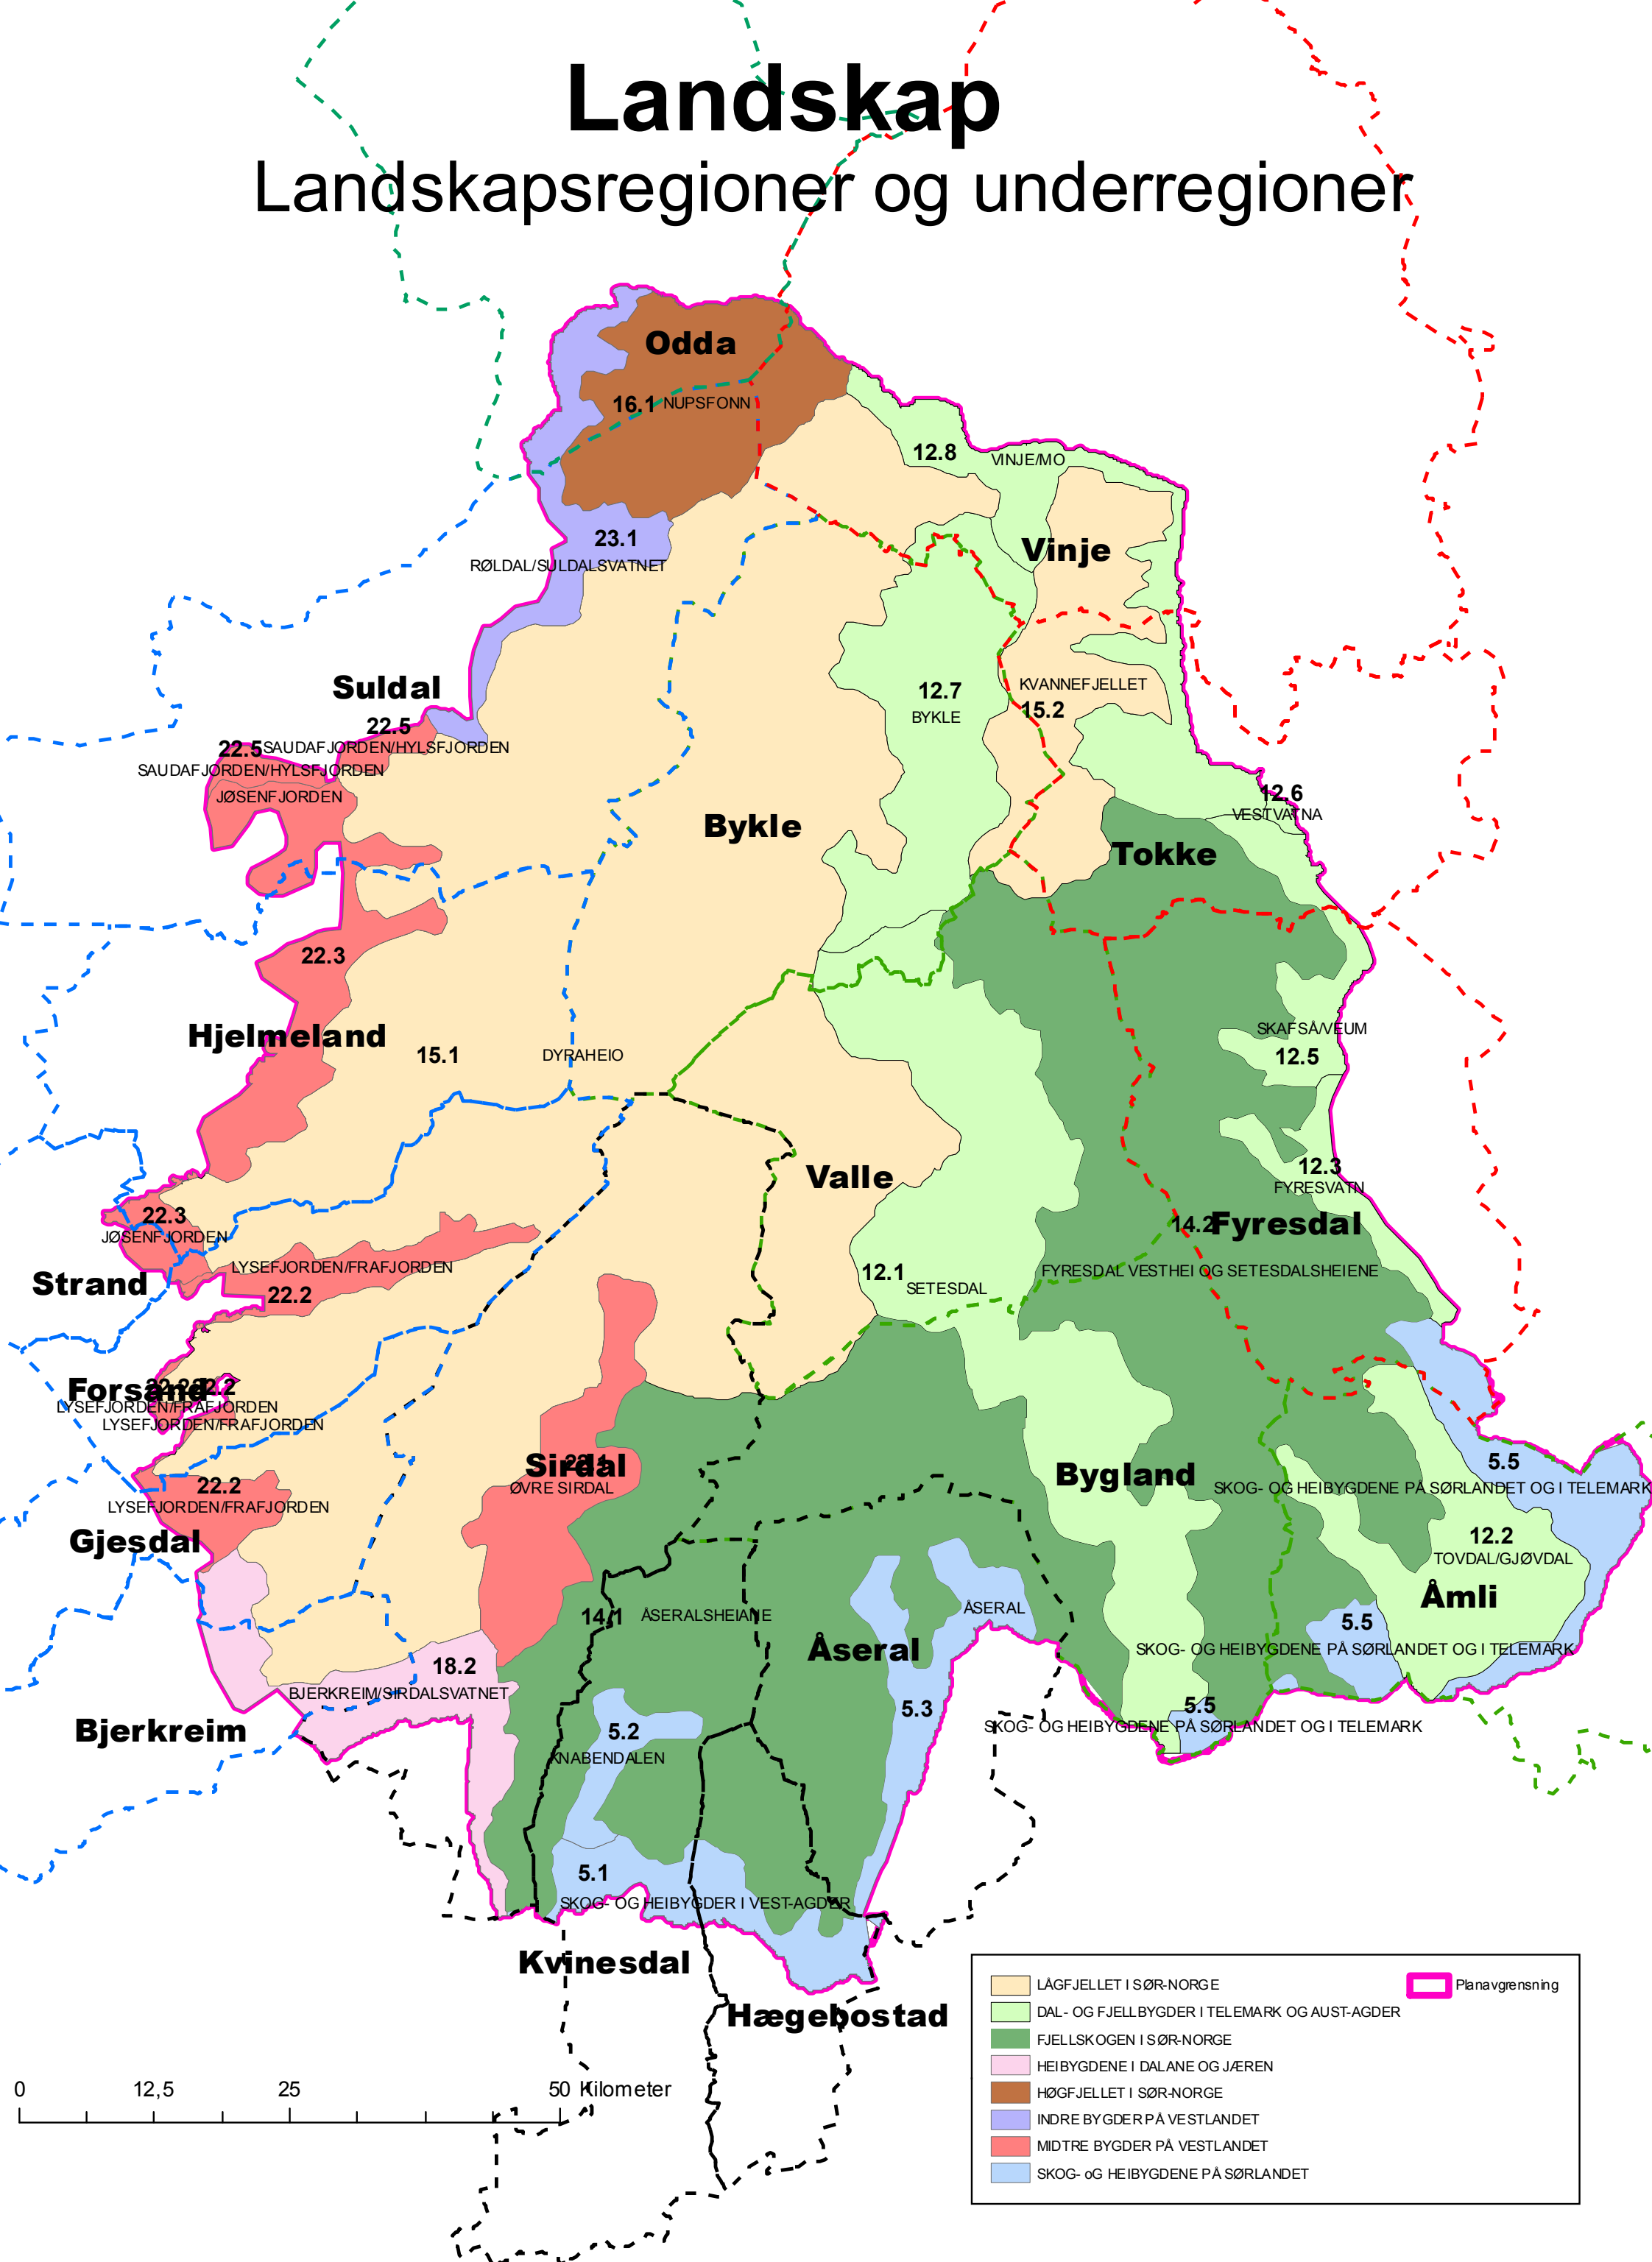 Landskap
Landskapsregioner og underregioner
Odda
16.1 NUPSFONN
12.8
VINJE/MO
23.1
RØLDAL/SULDALSVATNET
Vinje
Suldal
22.5
SAUDAFJORDEN/HYLSFJORDEN
22.5
SAUDAFJORDEN/HYLSFJORDEN
JØSENFJORDEN
12.7
BYKLE
KVANNEFJELLET
15.2
12.6
VESTVATNA
Bykle
Tokke
22.3
Hjelmeland
15.1
DYRAHEIO
SKAFSÅ/VEUM
12.5
12.3
FYRESVATN
Valle
22.3
JØSENFJORDEN
14.2
Fyresdal
LYSEFJORDEN/FRAFJORDEN
22.2
Strand
12.1
SETESDAL
FYRESDAL VESTHEI OG SETESDALSHEIENE
Forsand
22.2
LYSEFJORDEN/FRAFJORDEN
LYSEFJORDEN/FRAFJORDEN
Sirdal
ØVRE SIRDAL
22.2
LYSEFJORDEN/FRAFJORDEN
Bygland
5.5
SKOG- OG HEIBYGDENE PÅ SØRLANDET OG I TELEMARK
Gjesdal
12.2
TOVDAL/GJØVDAL
Åmli
14.1
ÅSERALSHEIANE
ÅSERAL
5.5
SKOG- OG HEIBYGDENE PÅ SØRLANDET OG I TELEMARK
Åseral
18.2
BJERKREIM/SIRDALSVATNET
Bjerkreim
5.3
5.5
SKOG- OG HEIBYGDENE PÅ SØRLANDET OG I TELEMARK
5.2
KNABENDALEN
5.1
SKOG- OG HEIBYGDER I VEST-AGDER
Kvinesdal
Hægebostad
LÅGFJELLET I SØR-NORGE
Planavgrensning
DAL- OG FJELLBYGDER I TELEMARK OG AUST-AGDER
FJELLSKOGEN I SØR-NORGE
HEIBYGDENE I DALANE OG JÆREN
HØGFJELLET I SØR-NORGE
INDRE BYGDER PÅ VESTLANDET
MIDTRE BYGDER PÅ VESTLANDET
SKOG- oG HEIBYGDENE PÅ SØRLANDET
0 12,5 25 50 Kilometer